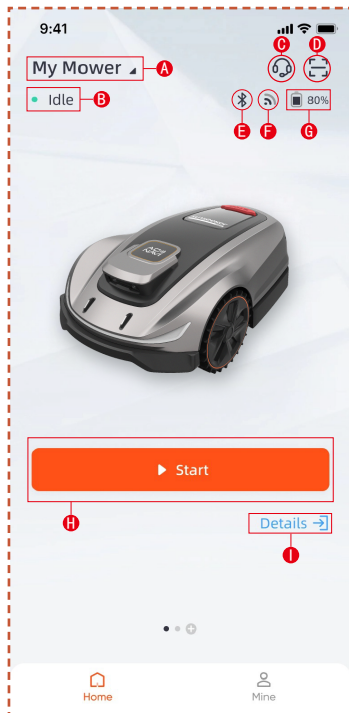 9:41
C
D
My Mower
A
Idle
B
80%
E
F
G
Start
H
Details
I
Home
Mine